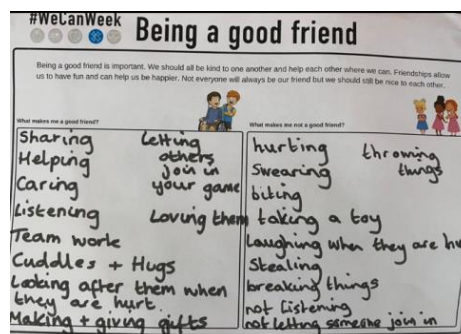 #WeCanWeek
Being a good friend
Being a good friend is important. We should all be kind to one another and help each other where we can. Friendships allow
us to have fun and can help us be happier. Not everyone will always be our friend but we should still be nice to each other.
What makes me a good friend?
Sharing
Helping
Caring
Listening
Team work
Cuddles + Hugs
Looking after them when
they are hurt.
Making + giving gifts
Letting
others
join in
your game
Loving them
What makes me not a good friend?
hurting
Swearing
biting
taking a toy
Laughing when they are hu
Stealing
breaking things
not Listening
not letting someone join in
throwing
things